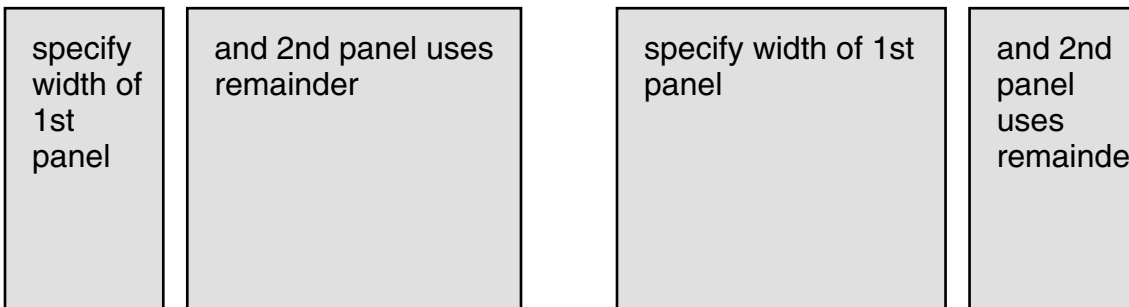 specify
width of
1st
panel
and 2nd panel uses
remainder
specify width of 1st
panel
and 2nd
panel
uses
remainde